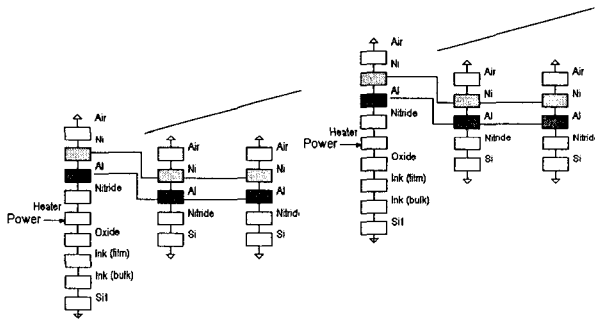 Air
Ni
Al
Nitride
Heater
Power
Oxide
Ink (film)
Ink (bulk)
Sil
Air
Ni
Al
Nitride
Si
Air
Ni
Al
Nitride
Si
Air
Ni
Al
Nitride
Heater
Power
Oxide
Ink (film)
Ink (bulk)
Sil
Air
Ni
Al
Nitride
Si
Air
Ni
Al
Nitride
Si